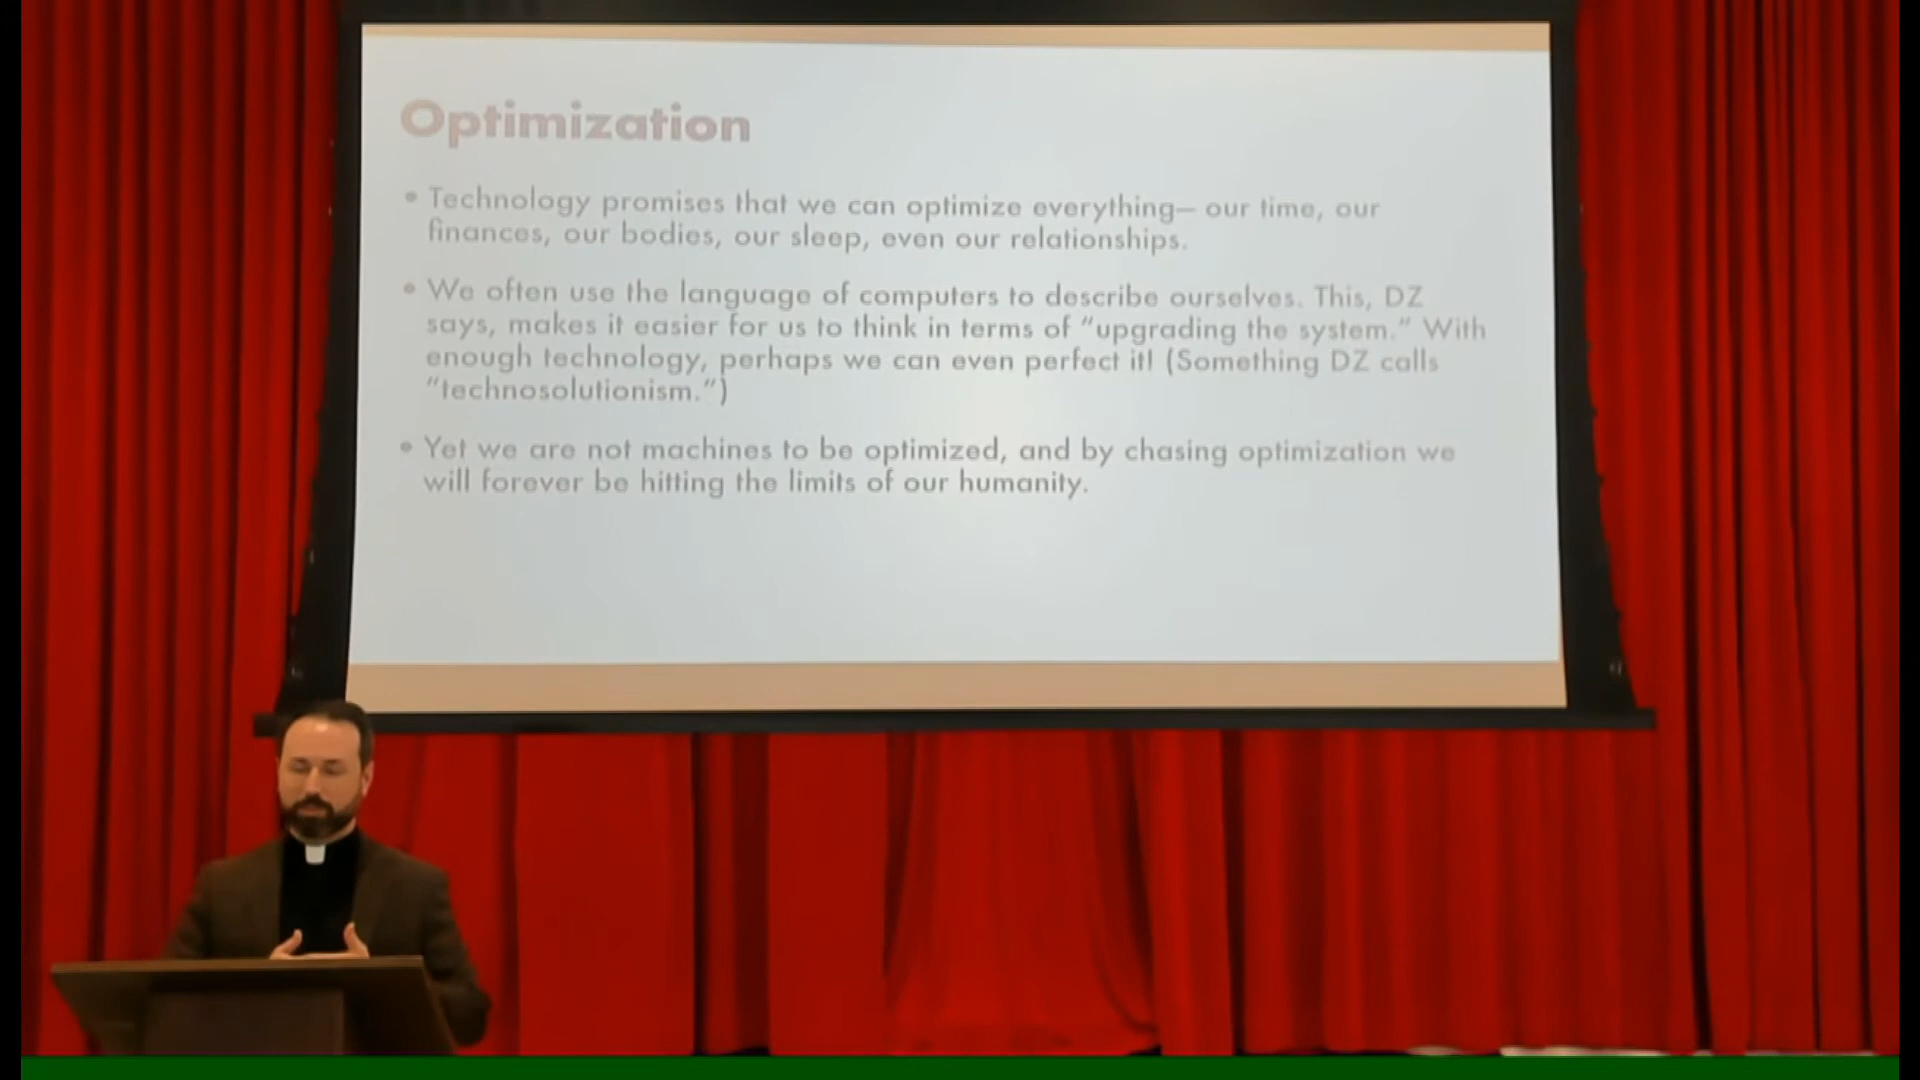 Optimization
• Technology promises that we can optimize everything– our time, our
finances, our bodies, our sleep, even our relationships.
• We often use the language of computers to describe ourselves. This, DZ
says, makes it easier for us to think in terms of “upgrading the system.” With
enough technology, perhaps we can even perfect it! (Something DZ calls
“technosolutionism.”)
• Yet we are not machines to be optimized, and by chasing optimization we
will forever be hitting the limits of our humanity.